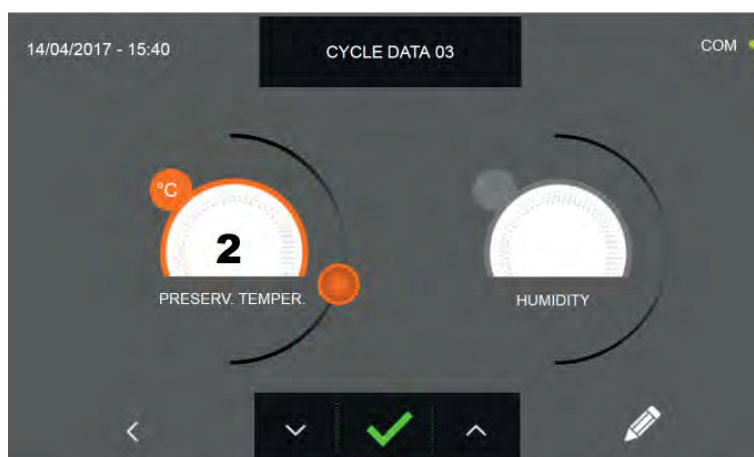 14/04/2017 - 15:40
CYCLE DATA 03
COM
°C
2
PRESERV. TEMPER.
HUMIDITY